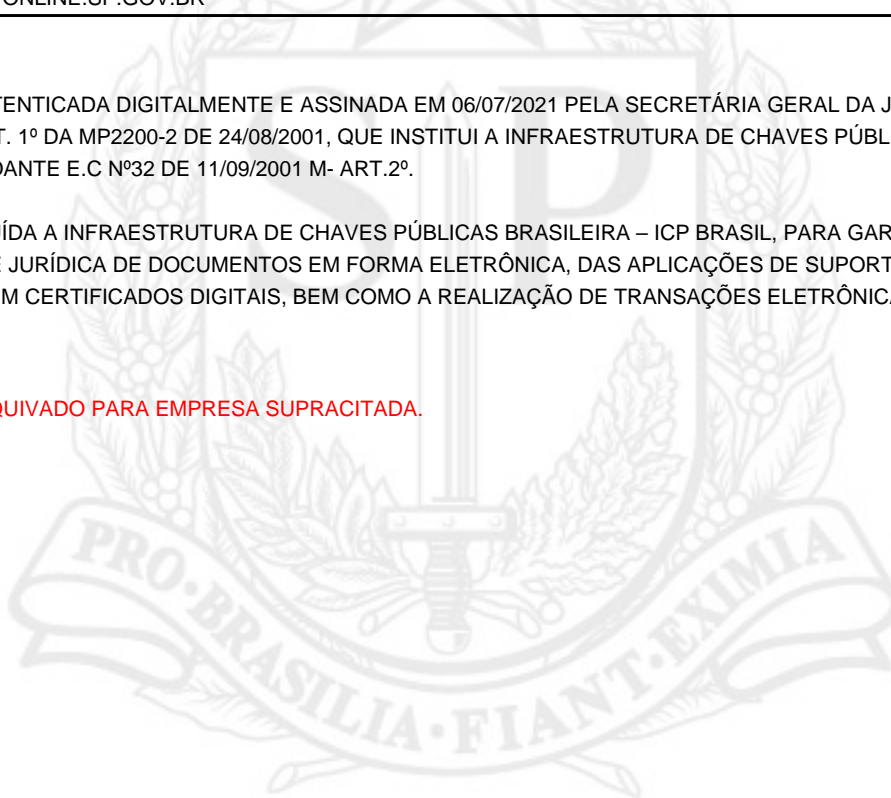 ONLINE.SP.GOV.BR
TENTICADA DIGITALMENTE E ASSINADA EM 06/07/2021 PELA SECRETÁRIA GERAL DA J
T. 1º DA MP2200-2 DE 24/08/2001, QUE INSTITUI A INFRAESTRUTURA DE CHAVES PÚBL
DANTE E.C Nº32 DE 11/09/2001 M- ART.2º.
ÍDA A INFRAESTRUTURA DE CHAVES PÚBLICAS BRASILEIRA – ICP BRASIL, PARA GAR
E JURÍDICA DE DOCUMENTOS EM FORMA ELETRÔNICA, DAS APLICAÇÕES DE SUPORT
M CERTIFICADOS DIGITAIS, BEM COMO A REALIZAÇÃO DE TRANSAÇÕES ELETRÔNICA
QUIVADO PARA EMPRESA SUPRACITADA.
SP
PRO•BRASILIA•FIANT•EXIMIA